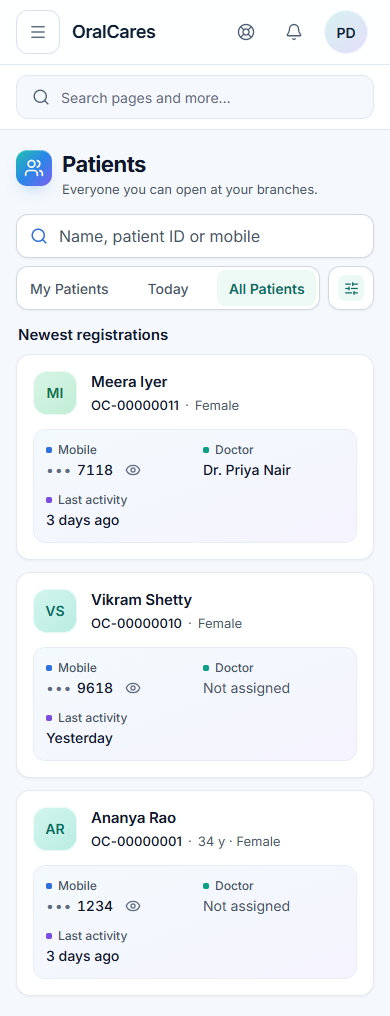 OralCares
PD
Search pages and more...
Patients
Everyone you can open at your branches.
Name, patient ID or mobile
My Patients Today All Patients
Newest registrations
MI
Meera Iyer
OC-00000011 · Female
Mobile Doctor
••• 7118 Dr. Priya Nair
Last activity
3 days ago
VS
Vikram Shetty
OC-00000010 · Female
Mobile Doctor
••• 9618 Not assigned
Last activity
Yesterday
AR
Ananya Rao
OC-00000001 · 34 y · Female
Mobile Doctor
••• 1234 Not assigned
Last activity
3 days ago